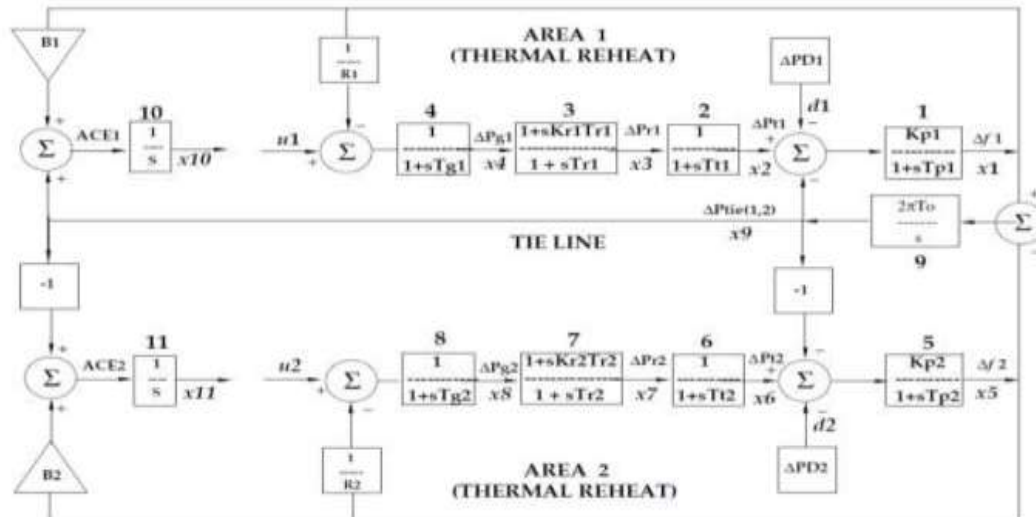 AREA 1
(THERMAL REHEAT)
B1
1
R1
ΔPD1
+
ACE1
10
1
s
x10
+
u1
+
−
4
1
1+sTg1
ΔPg1
x4
3
1+sKr1Tr1
1 + sTr1
ΔPr1
x3
2
1
1+sTt1
ΔPt1
x2
d1
+
−
−
1
Kp1
1+sTp1
Δf 1
x1
Σ
Σ
Σ
ΔPtie(1,2)
x9
TIE LINE
2πTo
s
9
+
Σ
−
-1
-1
+
ACE2
11
1
s
x11
+
u2
+
−
8
1
1+sTg2
ΔPg2
x8
7
1+sKr2Tr2
1 + sTr2
ΔPr2
x7
6
1
1+sTt2
ΔPt2
x6
+
−
−
d2
5
Kp2
1+sTp2
Δf 2
x5
Σ
Σ
Σ
B2
1
R2
ΔPD2
AREA 2
(THERMAL REHEAT)